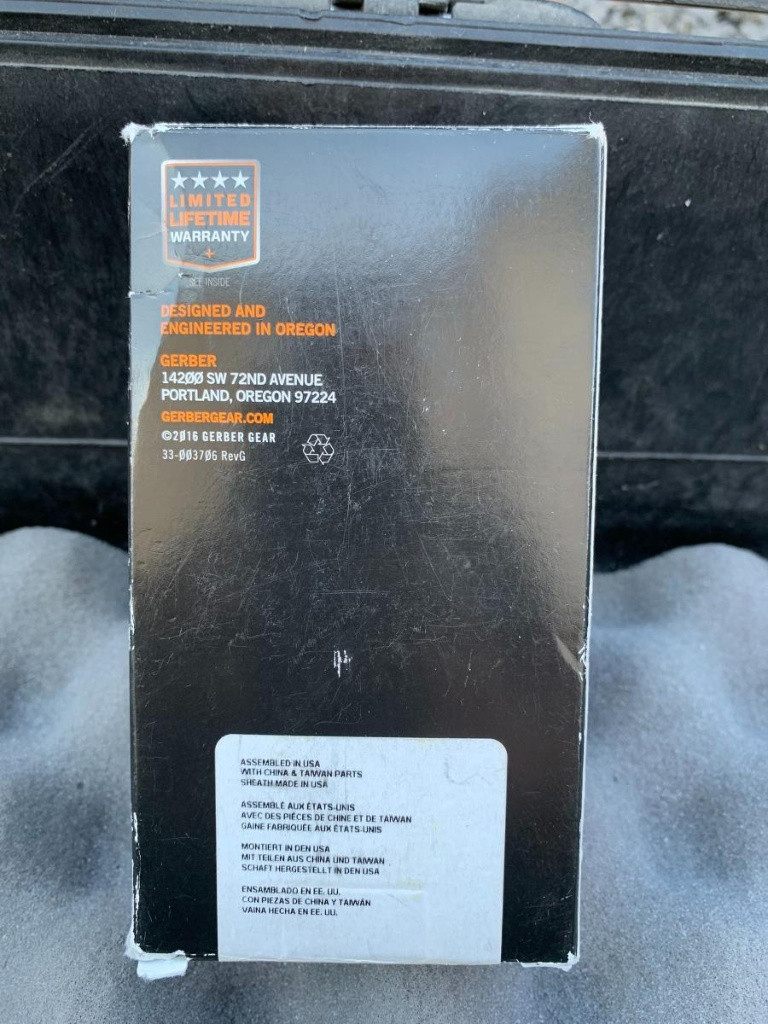 LIMITED
LIFETIME
WARRANTY
SEE INSIDE
DESIGNED AND
ENGINEERED IN OREGON
GERBER
14200 SW 72ND AVENUE
PORTLAND, OREGON 97224
GERBERGEAR.COM
©2016 GERBER GEAR
33-003706 RevG
ASSEMBLED IN USA
WITH CHINA & TAIWAN PARTS
SHEATH MADE IN USA
ASSEMBLÉ AUX ÉTATS-UNIS
AVEC DES PIÈCES DE CHINE ET DE TAIWAN
GAINE FABRIQUÉE AUX ÉTATS-UNIS
MONTIERT IN DEN USA
MIT TEILEN AUS CHINA UND TAIWAN
SCHAFT HERGESTELLT IN DEN USA
ENSAMBLADO EN EE. UU.
CON PIEZAS DE CHINA Y TAIWÁN
VAINA HECHA EN EE. UU.